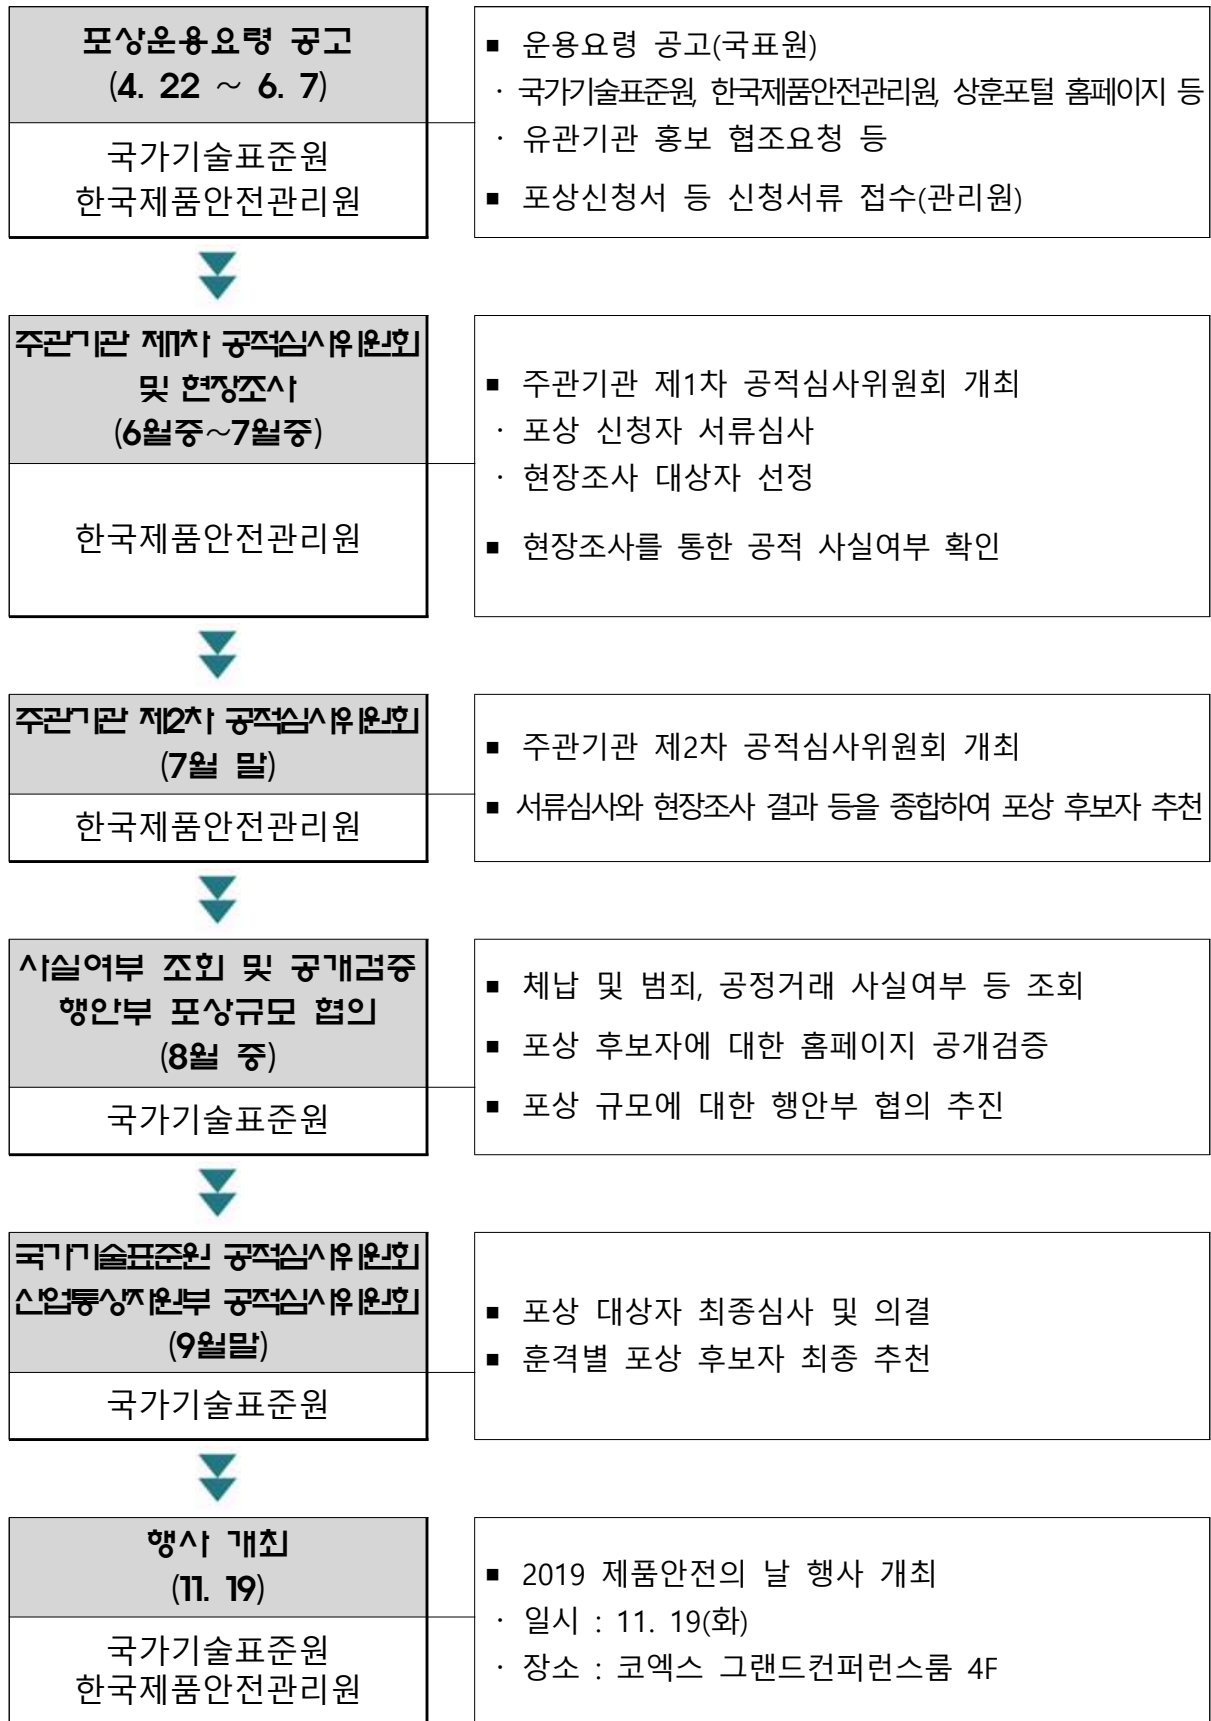 포상운용요령 공고
(4. 22 ~ 6. 7)
국가기술표준원
한국제품안전관리원
▪ 운용요령 공고(국표원)
· 국가기술표준원, 한국제품안전관리원, 상훈포털 홈페이지 등
· 유관기관 홍보 협조요청 등
▪ 포상신청서 등 신청서류 접수(관리원)
주관기관 제1차 공적심사위원회
및 현장조사
(6월중~7월중)
한국제품안전관리원
▪ 주관기관 제1차 공적심사위원회 개최
· 포상 신청자 서류심사
· 현장조사 대상자 선정
▪ 현장조사를 통한 공적 사실여부 확인
주관기관 제2차 공적심사위원회
(7월 말)
한국제품안전관리원
▪ 주관기관 제2차 공적심사위원회 개최
▪ 서류심사와 현장조사 결과 등을 종합하여 포상 후보자 추천
사실여부 조회 및 공개검증
행안부 포상규모 협의
(8월 중)
국가기술표준원
▪ 체납 및 범죄, 공정거래 사실여부 등 조회
▪ 포상 후보자에 대한 홈페이지 공개검증
▪ 포상 규모에 대한 행안부 협의 추진
국가기술표준원 공적심사위원회
산업통상자원부 공적심사위원회
(9월말)
국가기술표준원
▪ 포상 대상자 최종심사 및 의결
▪ 훈격별 포상 후보자 최종 추천
행사 개최
(11. 19)
국가기술표준원
한국제품안전관리원
▪ 2019 제품안전의 날 행사 개최
· 일시 : 11. 19(화)
· 장소 : 코엑스 그랜드컨퍼런스룸 4F